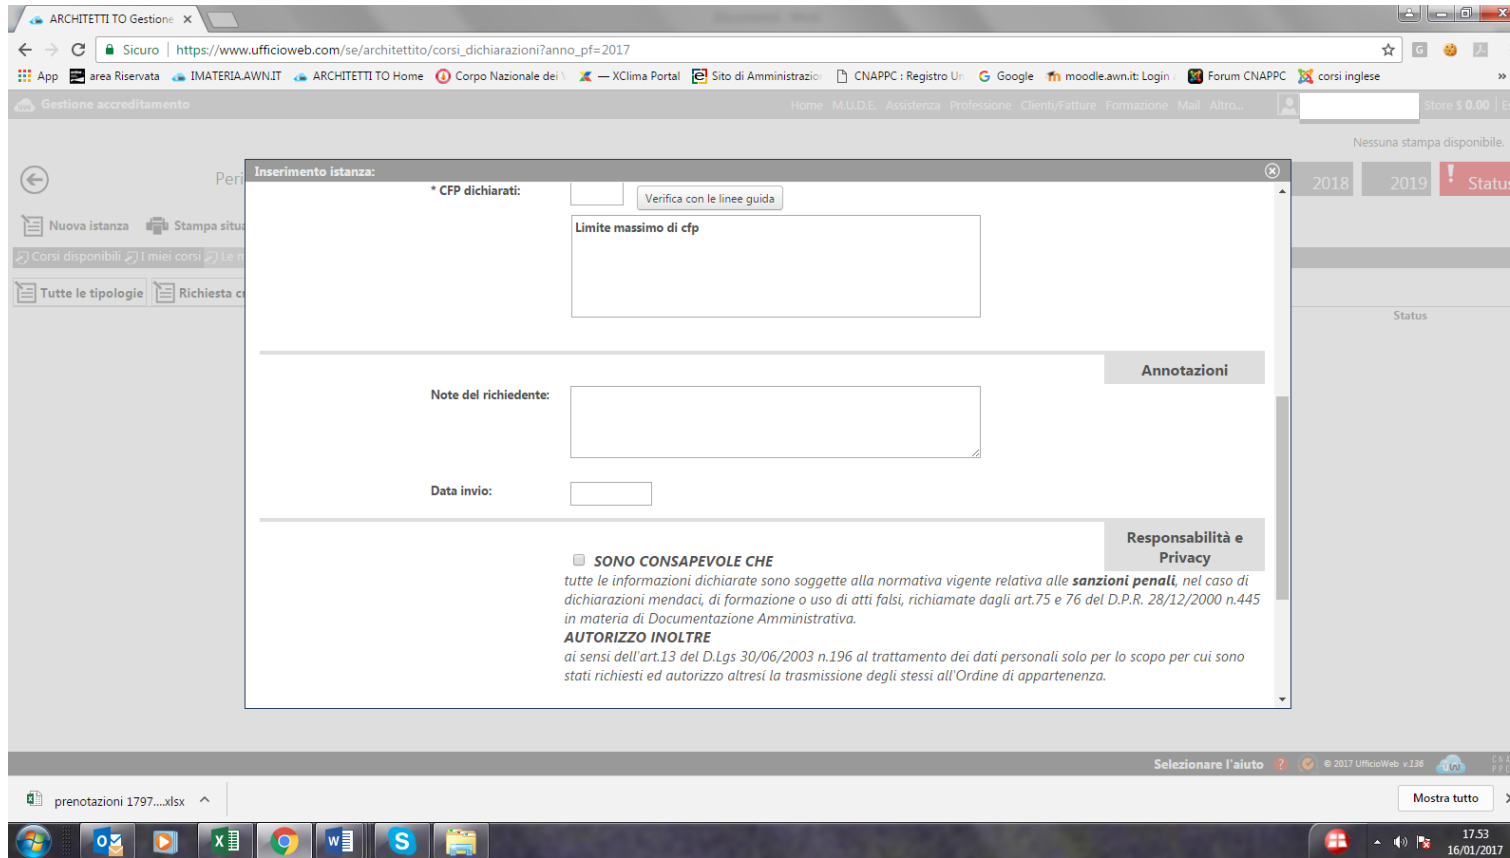 ARCHITETTI TO Gestione
Sicuro | https://www.ufficioweb.com/se/architettito/corsi_dichiarazioni?anno_pf=2017
App area Riservata IMATERIA.AWN.IT ARCHITETTI TO Home Corpo Nazionale dei XClima Portal Sito di Amministrazio CNAPPC : Registro Un Google moodle.awn.it: Login Forum CNAPPC corsi inglese »
Gestione accreditamento Home M.U.D.E. Assistenza Professione Clienti/Fatture Formazione Mail Altro... Store $ 0.00 | E
Nessuna stampa disponibile.
Peri Inserimento istanza: 2018 2019 ! Status
* CFP dichiarati: Verifica con le linee guida
Nuova istanza Stampa situa
Limite massimo di cfp
Corsi disponibili I miei corsi Le m
Tutte le tipologie Richiesta cr
Status
Annotazioni
Note del richiedente:
Data invio:
Responsabilità e
Privacy
SONO CONSAPEVOLE CHE
tutte le informazioni dichiarate sono soggette alla normativa vigente relativa alle sanzioni penali, nel caso di
dichiarazioni mendaci, di formazione o uso di atti falsi, richiamate dagli art.75 e 76 del D.P.R. 28/12/2000 n.445
in materia di Documentazione Amministrativa.
AUTORIZZO INOLTRE
ai sensi dell'art.13 del D.Lgs 30/06/2003 n.196 al trattamento dei dati personali solo per lo scopo per cui sono
stati richiesti ed autorizzo altresí la trasmissione degli stessi all'Ordine di appartenenza.
Selezionare l'aiuto ? © 2017 UfficioWeb v.136
prenotazioni 1797....xlsx Mostra tutto
17.53
16/01/2017